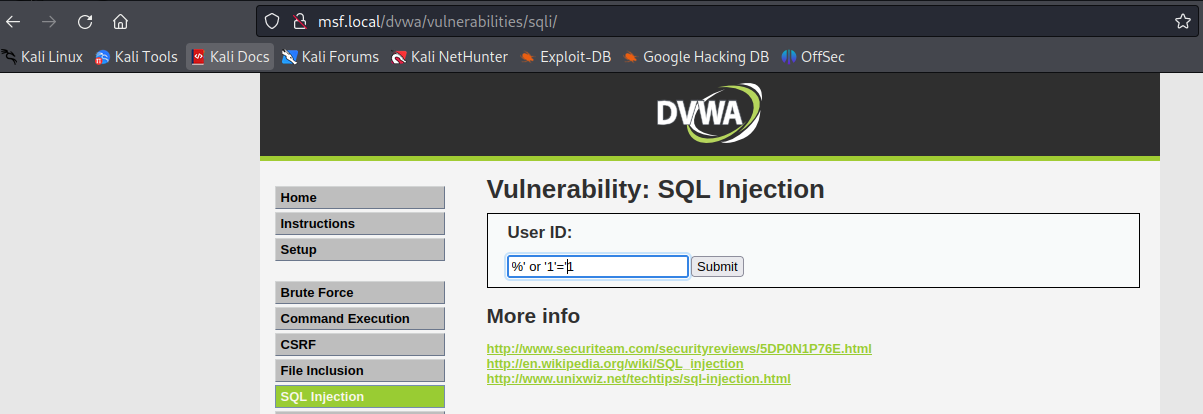 msf.local/dvwa/vulnerabilities/sqli/
Kali Linux Kali Tools Kali Docs Kali Forums Kali NetHunter Exploit-DB Google Hacking DB OffSec
DVWA
Home
Instructions
Setup
Brute Force
Command Execution
CSRF
File Inclusion
SQL Injection
Vulnerability: SQL Injection
User ID:
%' or '1'='1 Submit
More info
http://www.securiteam.com/securityreviews/5DP0N1P76E.html
http://en.wikipedia.org/wiki/SQL_injection
http://www.unixwiz.net/techtips/sql-injection.html